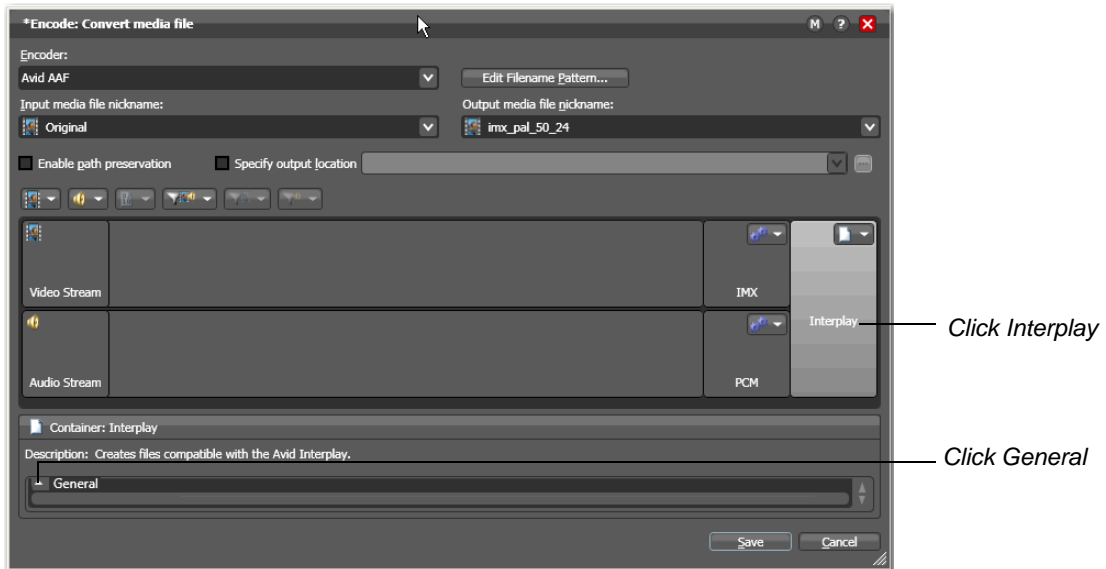 *Encode: Convert media file
M ?
Encoder:
Avid AAF
Edit Filename Pattern...
Input media file nickname:
Output media file nickname:
Original
imx_pal_50_24
Enable path preservation
Specify output location
Video Stream
IMX
Interplay
Click Interplay
Audio Stream
PCM
Container: Interplay
Description: Creates files compatible with the Avid Interplay.
Click General
General
Save
Cancel